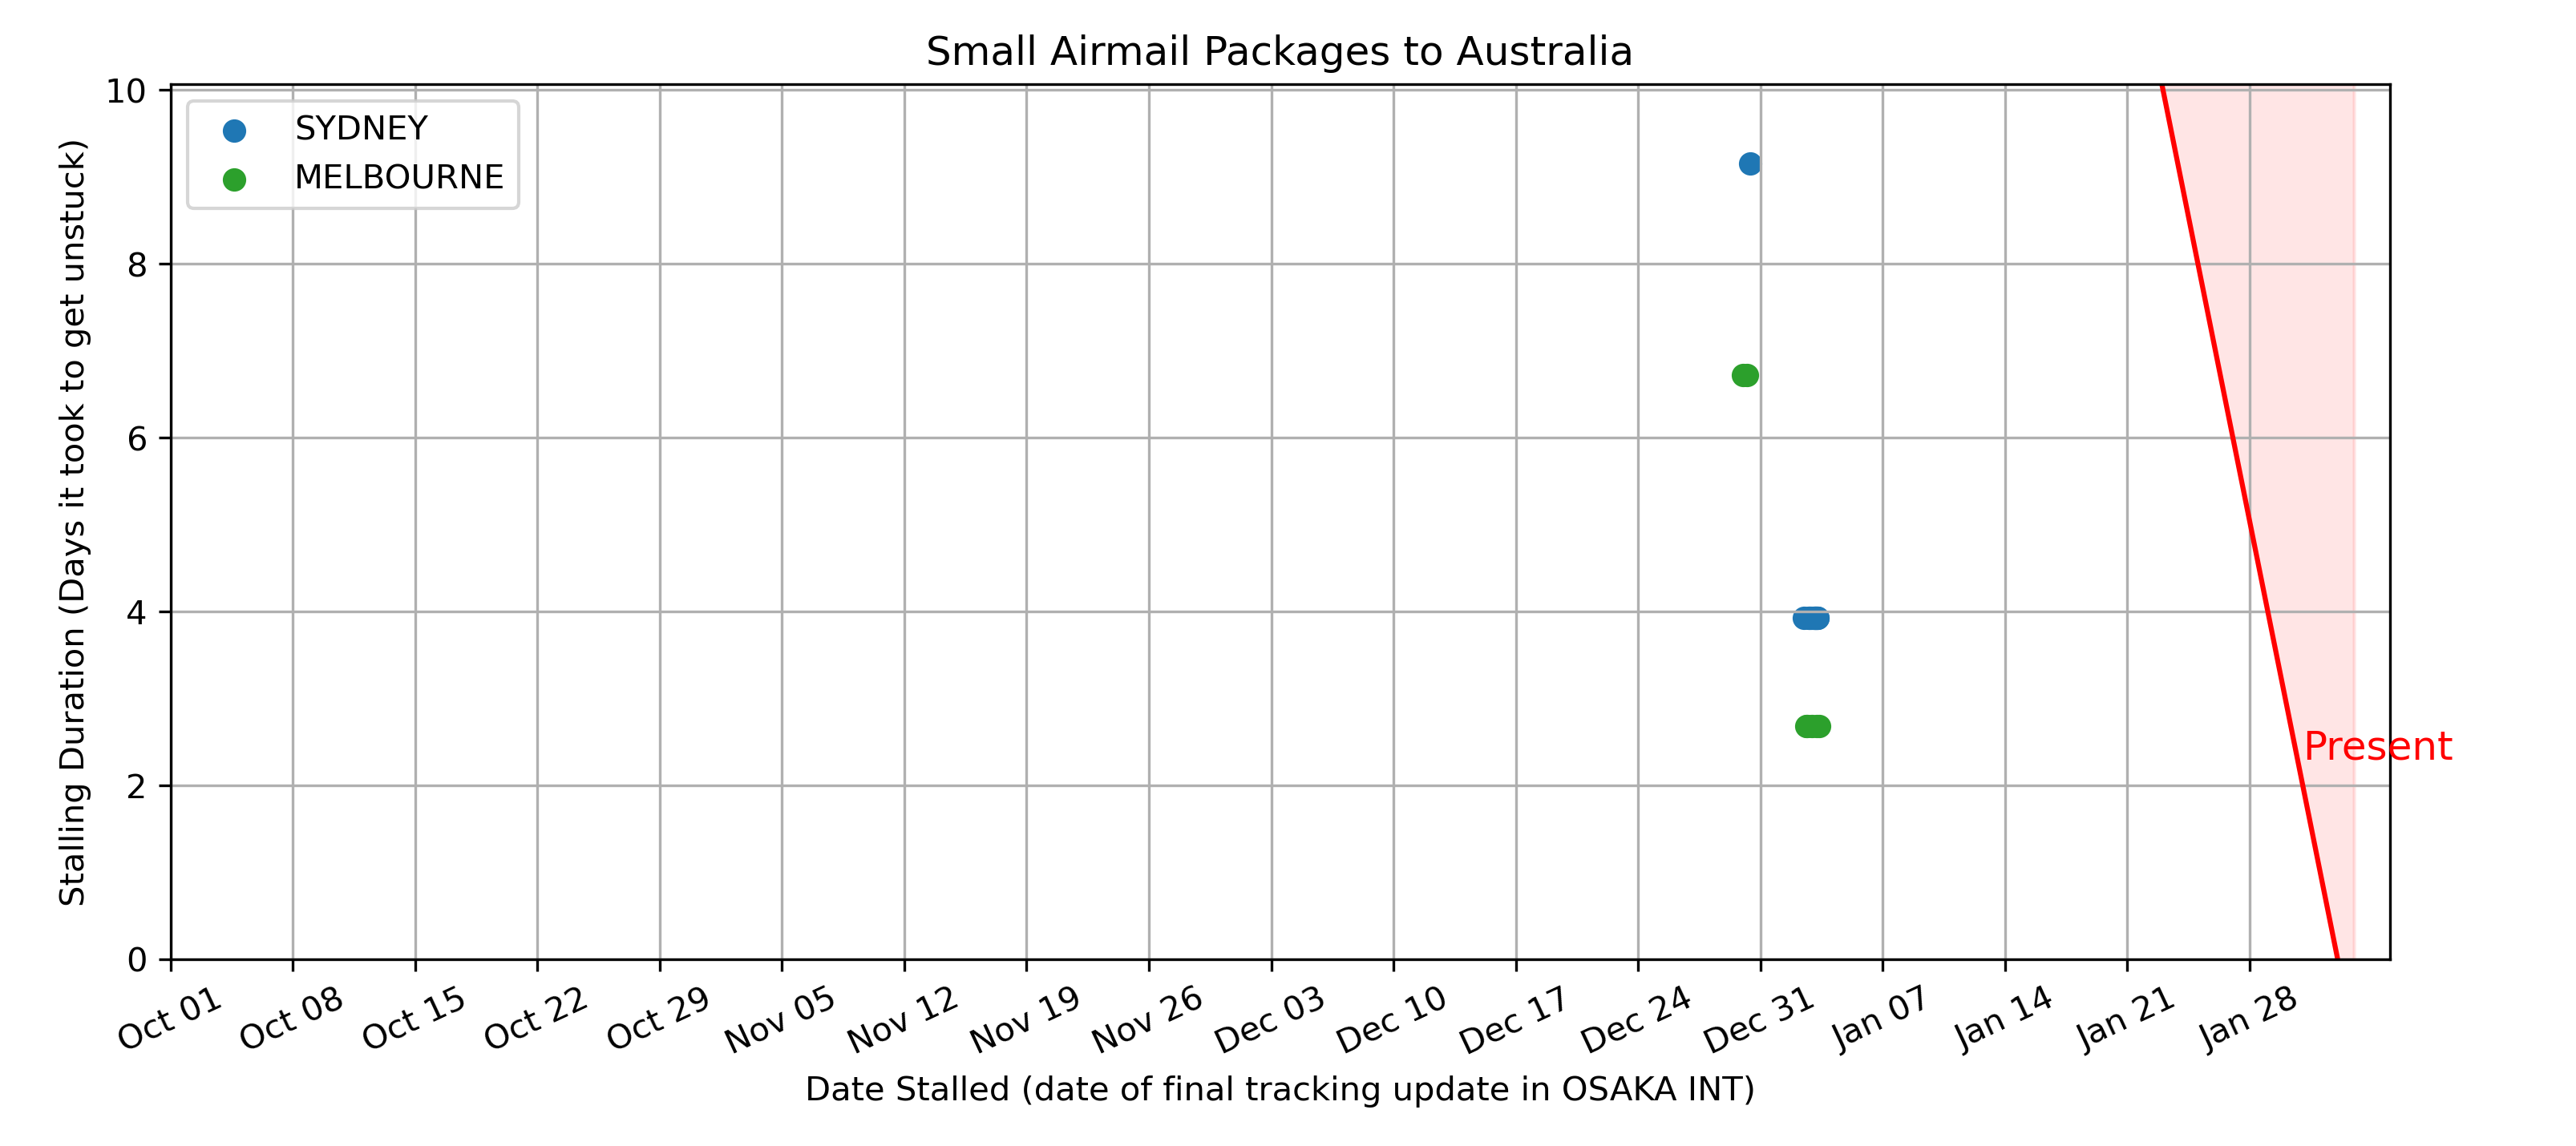 Small Airmail Packages to Australia
SYDNEY
MELBOURNE
Stalling Duration (Days it took to get unstuck)
10
8
6
4
2
0
Present
Oct 01
Oct 08
Oct 15
Oct 22
Oct 29
Nov 05
Nov 12
Nov 19
Nov 26
Dec 03
Dec 10
Dec 17
Dec 24
Dec 31
Jan 07
Jan 14
Jan 21
Jan 28
Date Stalled (date of final tracking update in OSAKA INT)